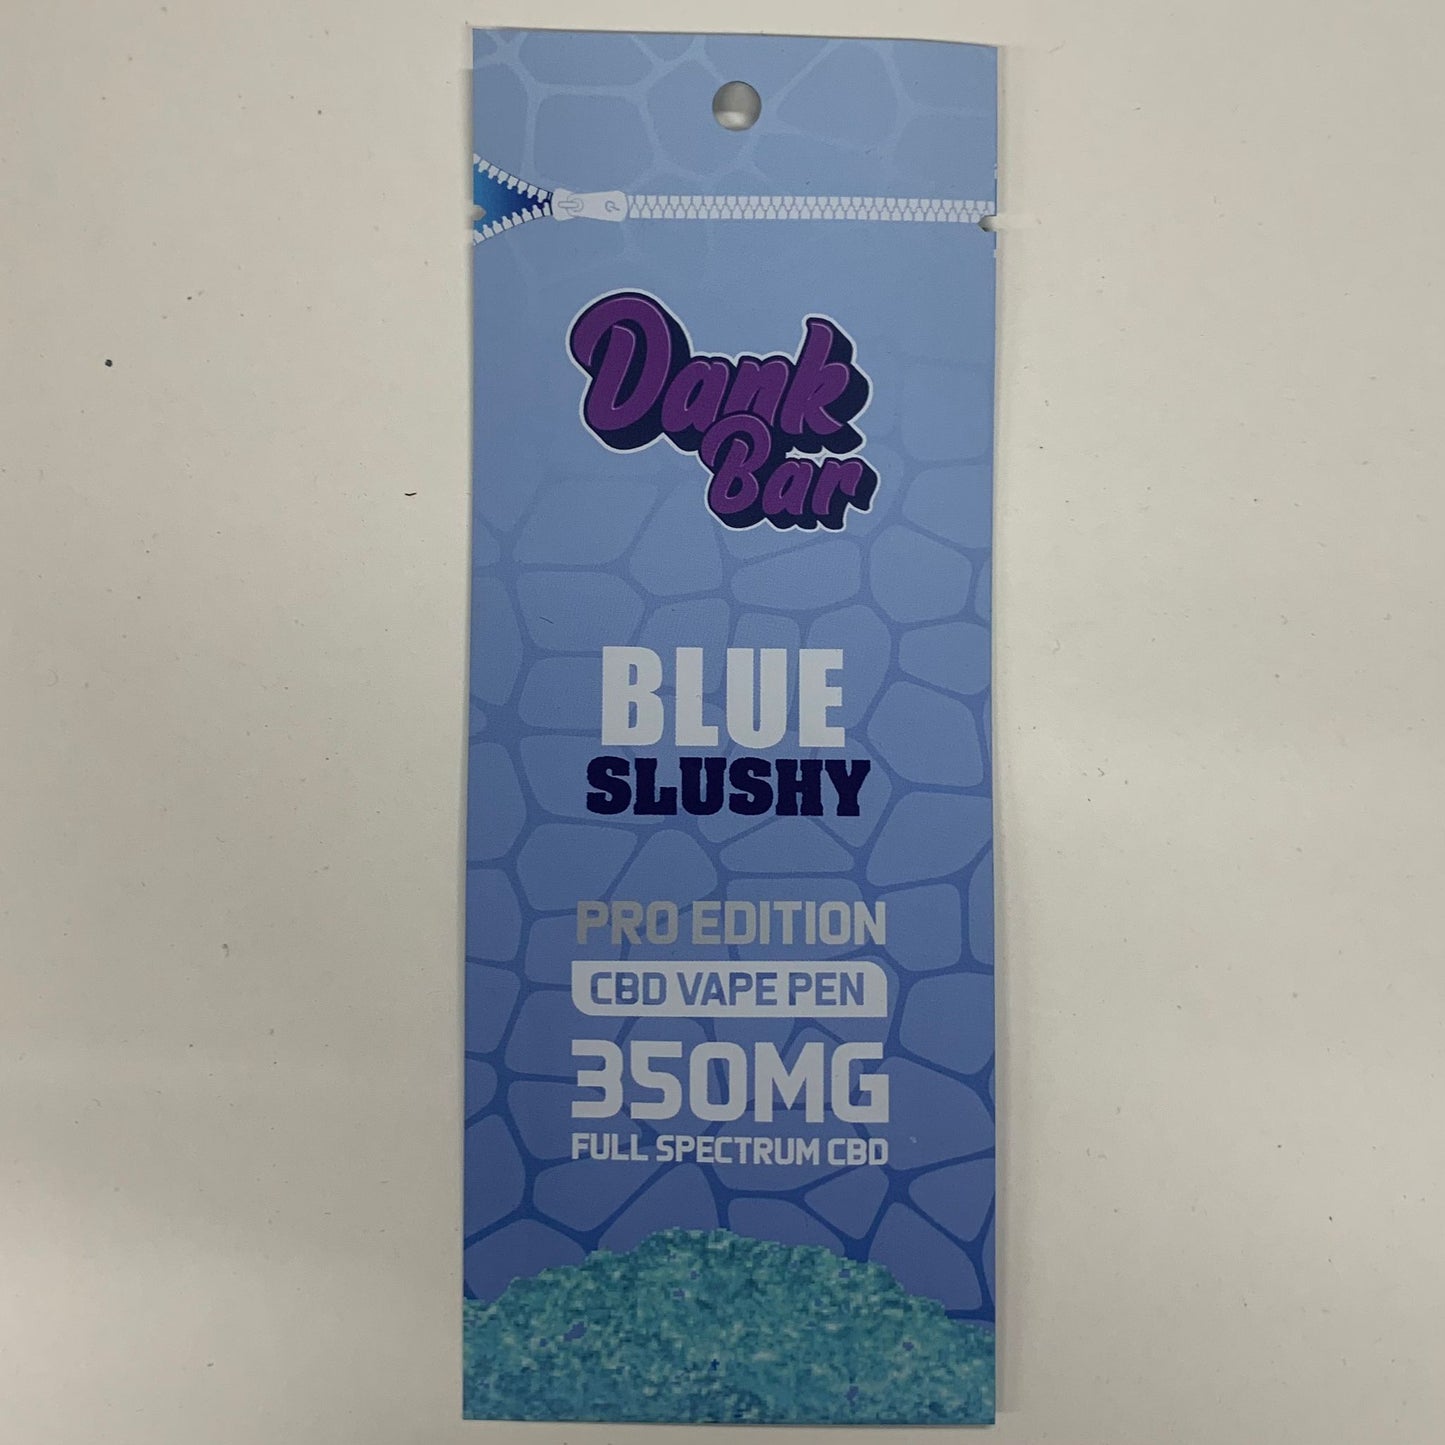 Dank
Bar
BLUE
SLUSHY
PRO EDITION
CBD VAPE PEN
350MG
FULL SPECTRUM CBD